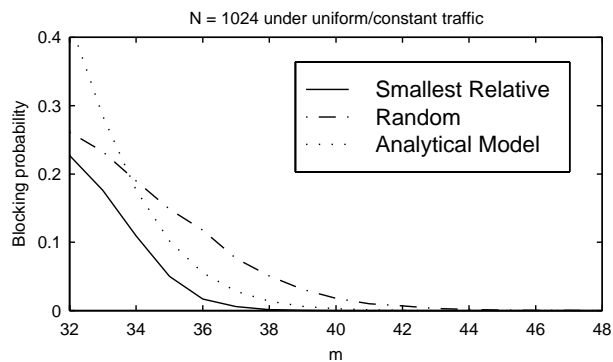 N = 1024 under uniform/constant traffic
Blocking probability
0.4
0.3
0.2
0.1
0
Smallest Relative
Random
Analytical Model
32 34 36 38 40 42 44 46 48
m